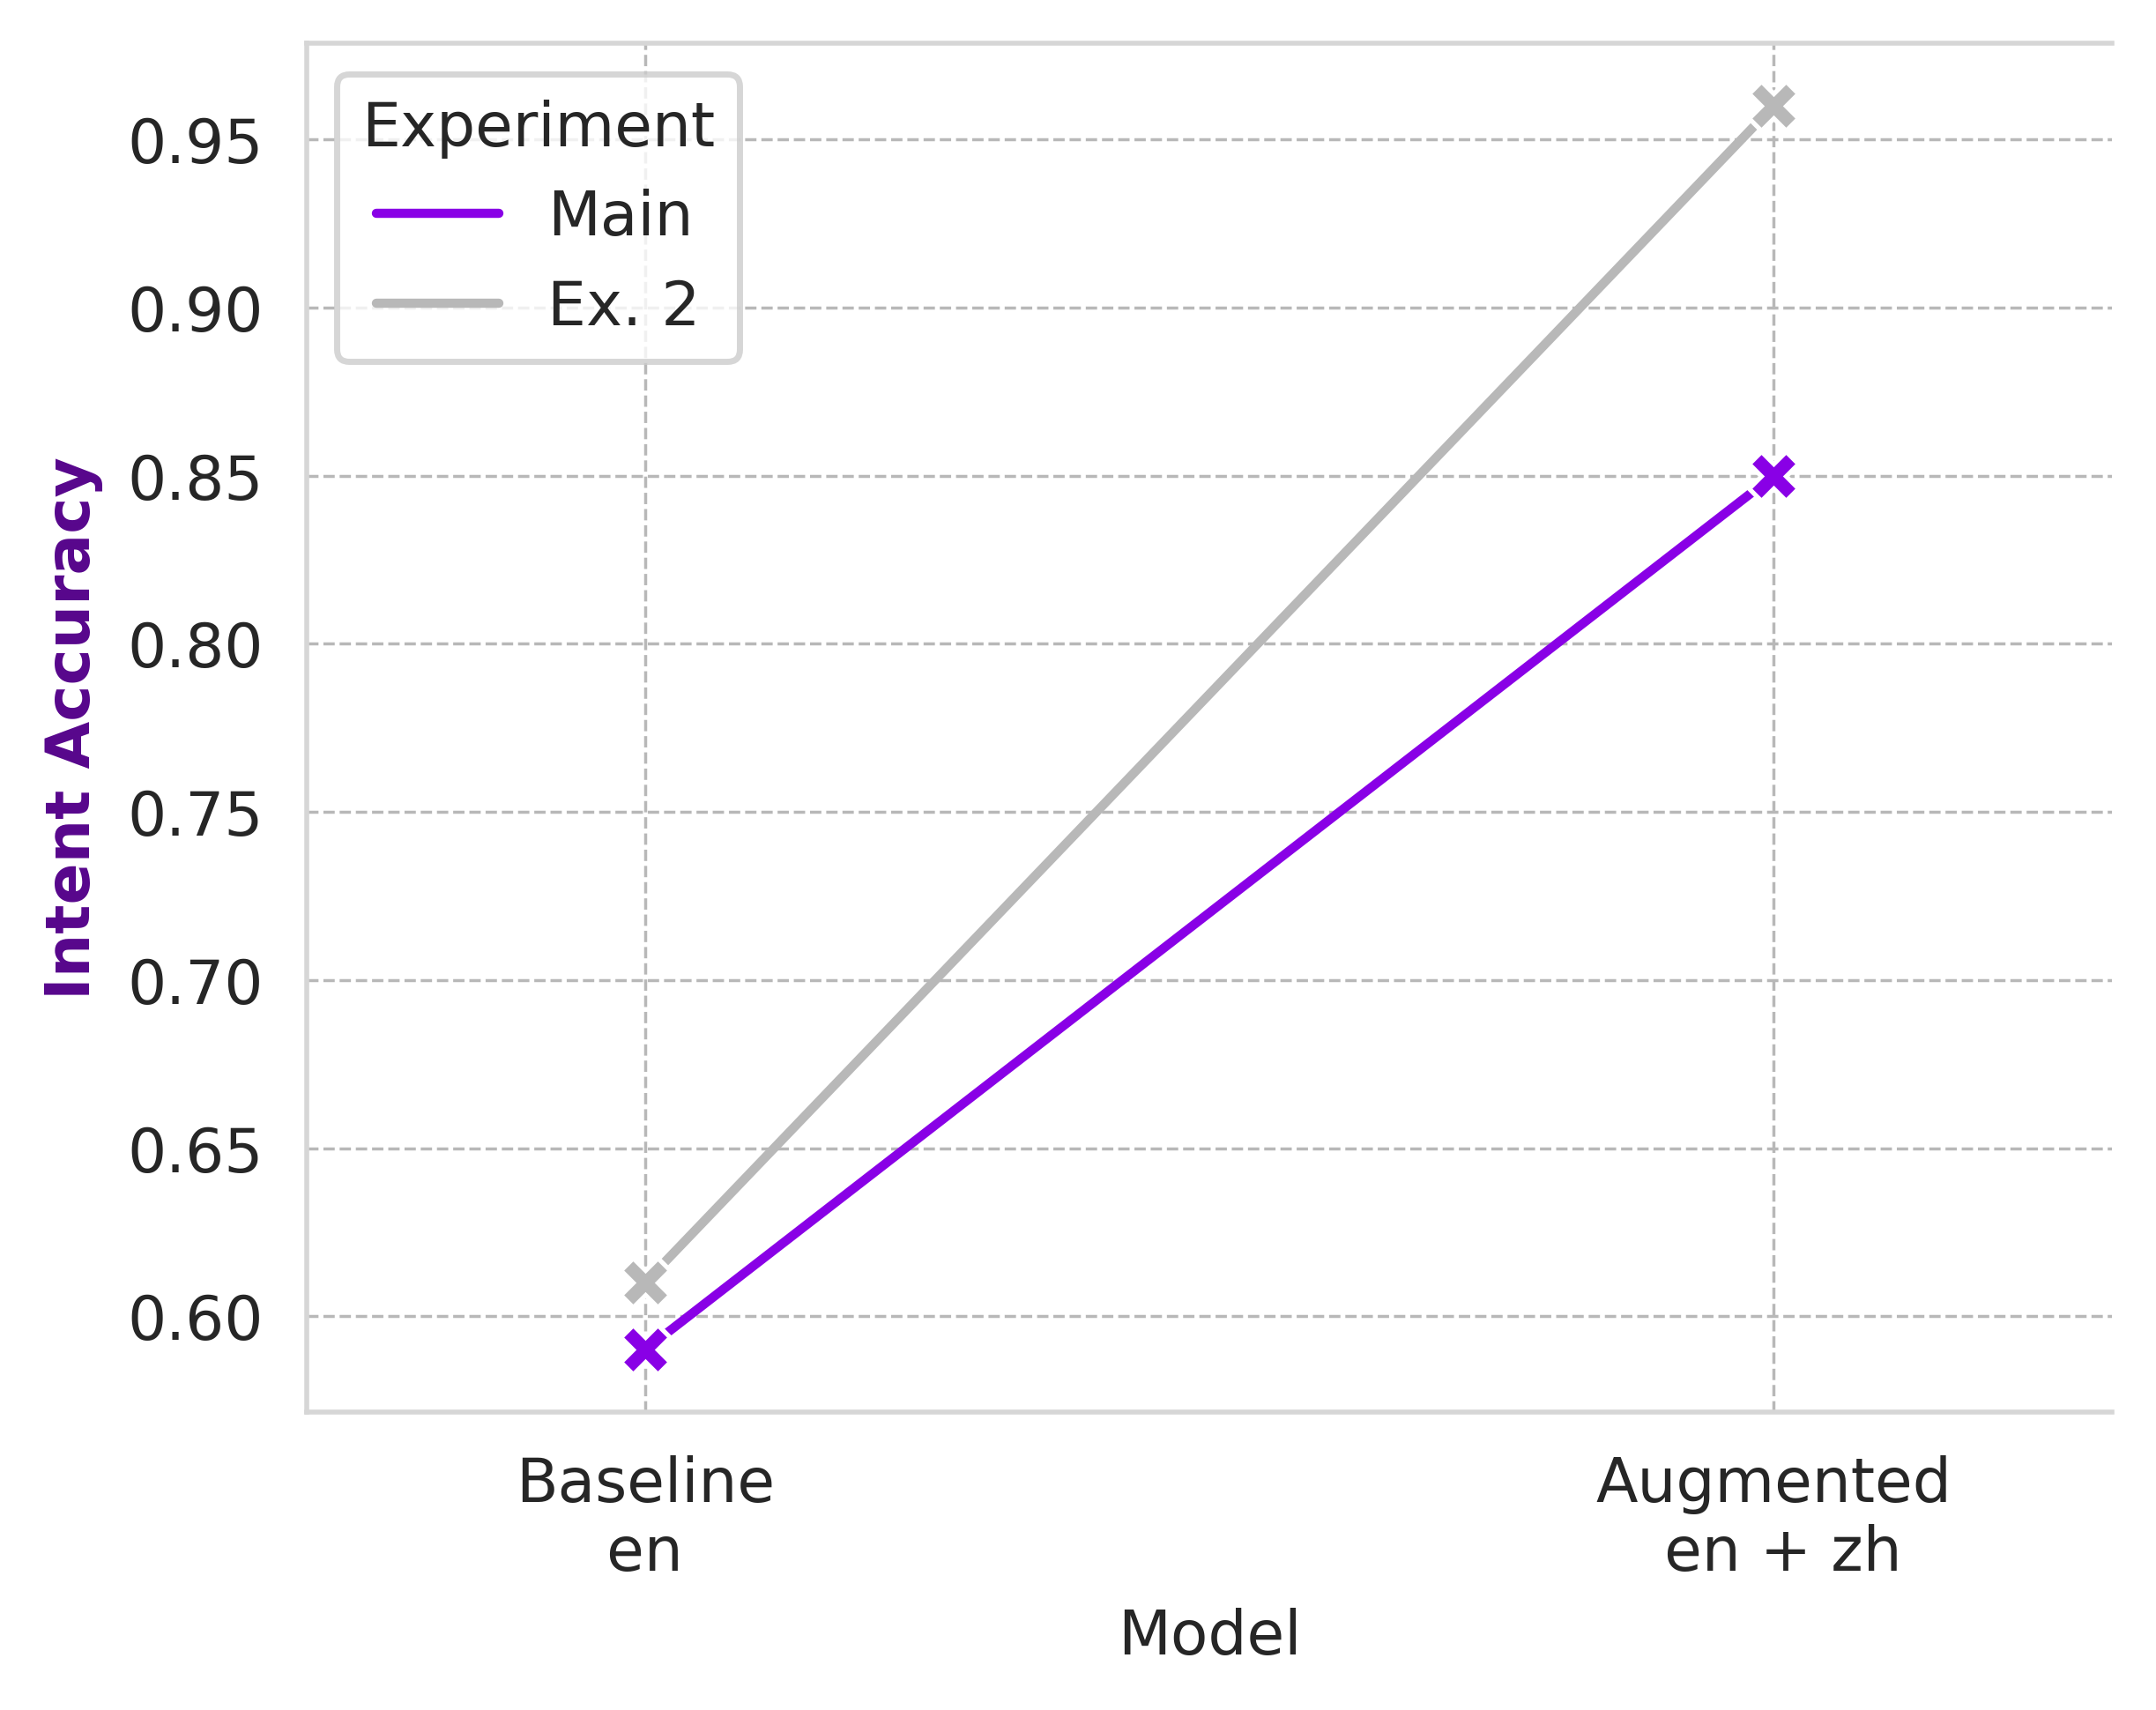 Experiment
Main
Ex. 2
0.95
0.90
0.85
0.80
0.75
0.70
0.65
0.60
Intent Accuracy
Baseline
en
Augmented
en + zh
Model